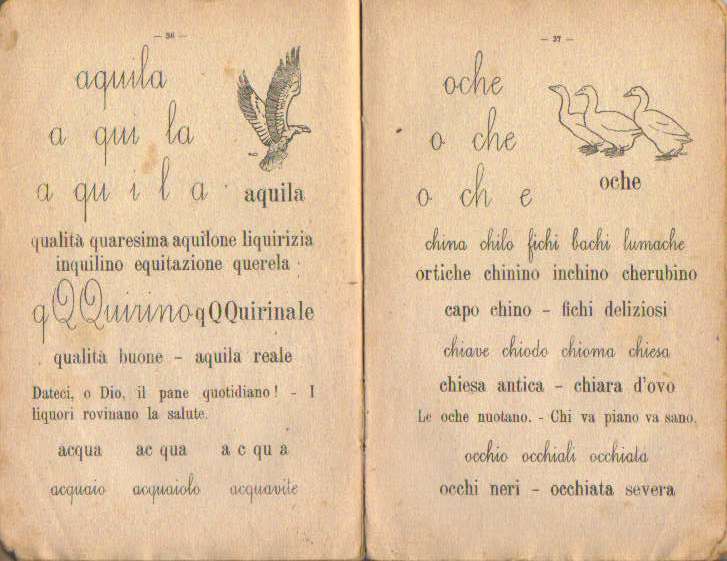 — 36 —
aquila
a qui la
a qu i l a
aquila
qualità quaresima aquilone liquirizia
inquilino equitazione querela
q Q Quirino q Q Quirinale
qualità buone – aquila reale
Dateci, o Dio, il pane quotidiano! - I
liquori rovinano la salute.
acqua ac qua a c qu a
acquaio acquaiolo acquavite
— 37 —
oche
o che
o ch e
oche
china chilo fichi bachi lumache
ortiche chinino inchino cherubino
capo chino – fichi deliziosi
chiave chiodo chioma chiesa
chiesa antica – chiara d'ovo
Le oche nuotano. - Chi va piano va sano.
occhio occhiali occhiata
occhi neri – occhiata severa